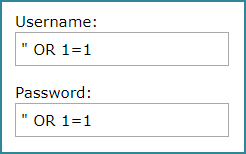 Username:
" OR 1=1
Password:
" OR 1=1